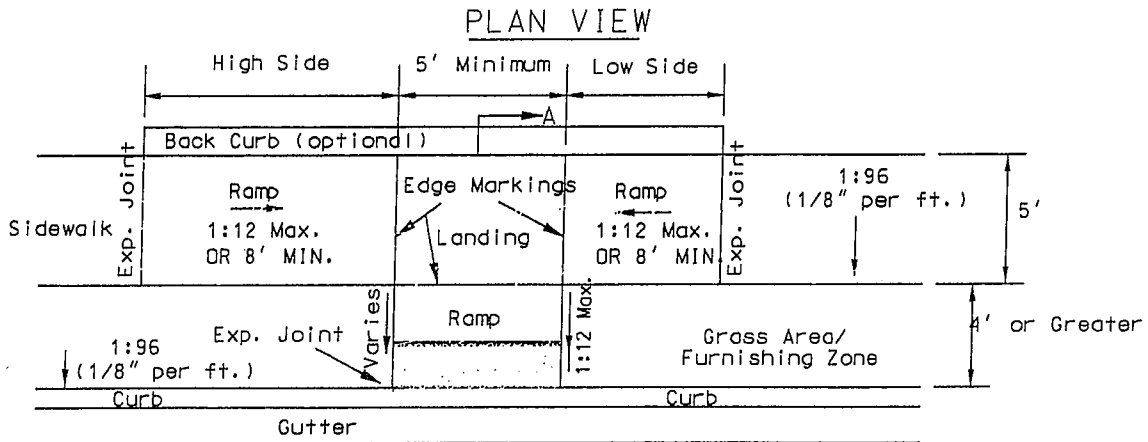 PLAN VIEW
High Side
5' Minimum
Low Side
A
Back Curb (optional)
Exp. Joint
Sidewalk
Ramp
1:12 Max.
OR 8' MIN.
Edge Markings
Landing
Ramp
1:12 Max.
OR 8' MIN
Exp. Joint
1:96
(1/8" per ft.)
5'
Varies
Ramp
1:12 Max.
Exp. Joint
1:96
(1/8" per ft.)
Grass Area/
Furnishing Zone
4' or Greater
Curb
Curb
Gutter